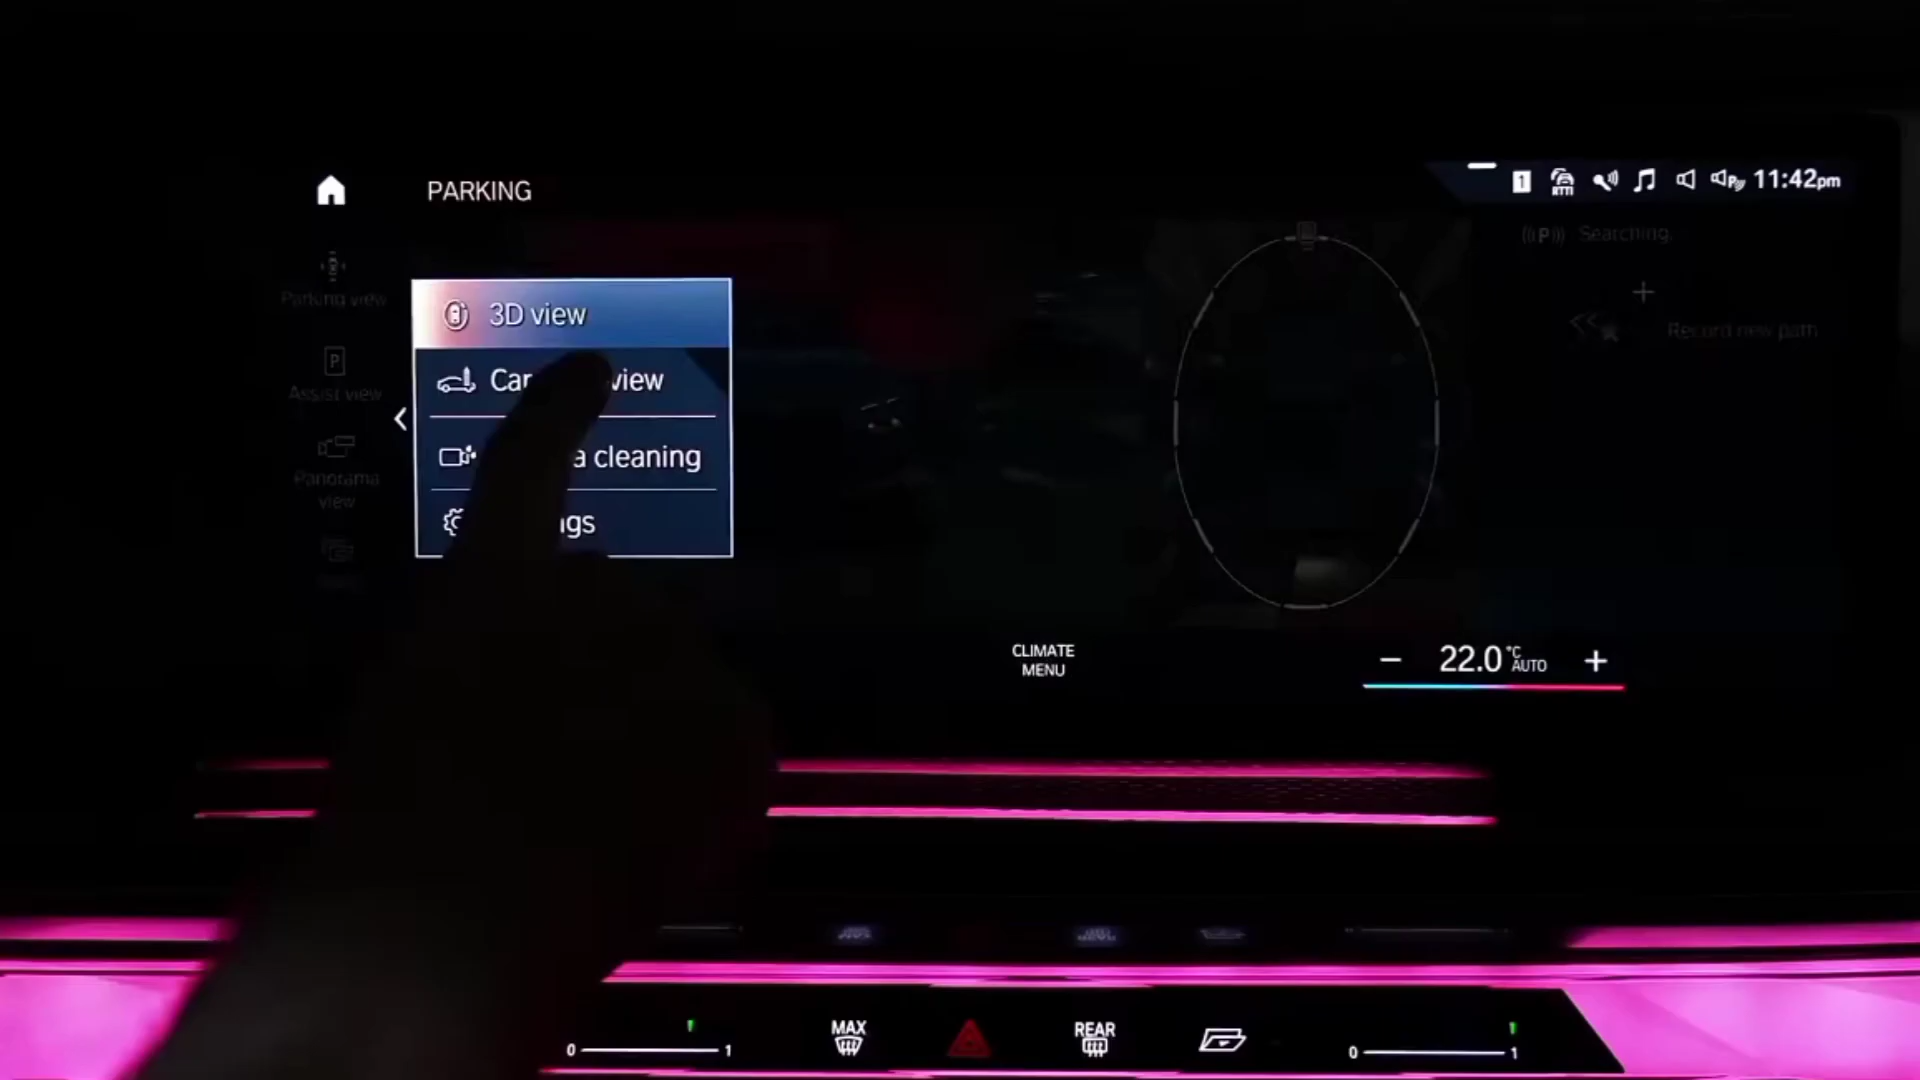 PARKING
1 RTTI P 11:42pm
((P)) Searching.
Parking view
3D view
Record new path
Car view
Assist view
a cleaning
Panorama
view
gs
CLIMATE
MENU
− 22.0 °C AUTO +
MAX
REAR
0 1
0 1